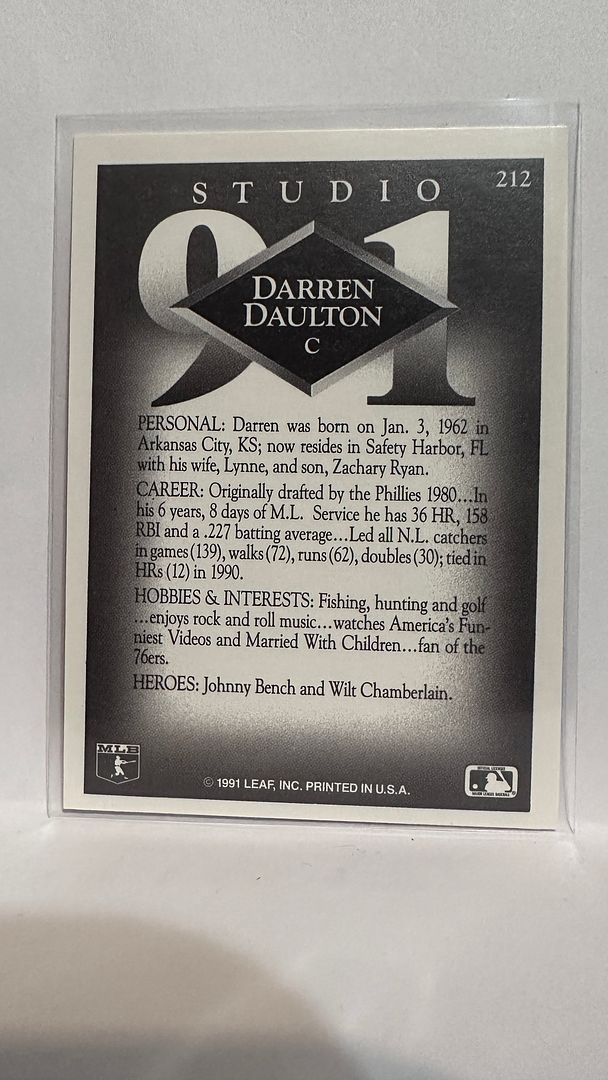 STUDIO
212
91
DARREN
DAULTON
C
PERSONAL: Darren was born on Jan. 3, 1962 in
Arkansas City, KS; now resides in Safety Harbor, FL
with his wife, Lynne, and son, Zachary Ryan.
CAREER: Originally drafted by the Phillies 1980...In
his 6 years, 8 days of M.L. Service he has 36 HR, 158
RBI and a .227 batting average...Led all N.L. catchers
in games (139), walks (72), runs (62), doubles (30); tied in
HRs (12) in 1990.
HOBBIES & INTERESTS: Fishing, hunting and golf
...enjoys rock and roll music...watches America's Fun-
niest Videos and Married With Children...fan of the
76ers.
HEROES: Johnny Bench and Wilt Chamberlain.
MLB
© 1991 LEAF, INC. PRINTED IN U.S.A.
MAJOR LEAGUE BASEBALL